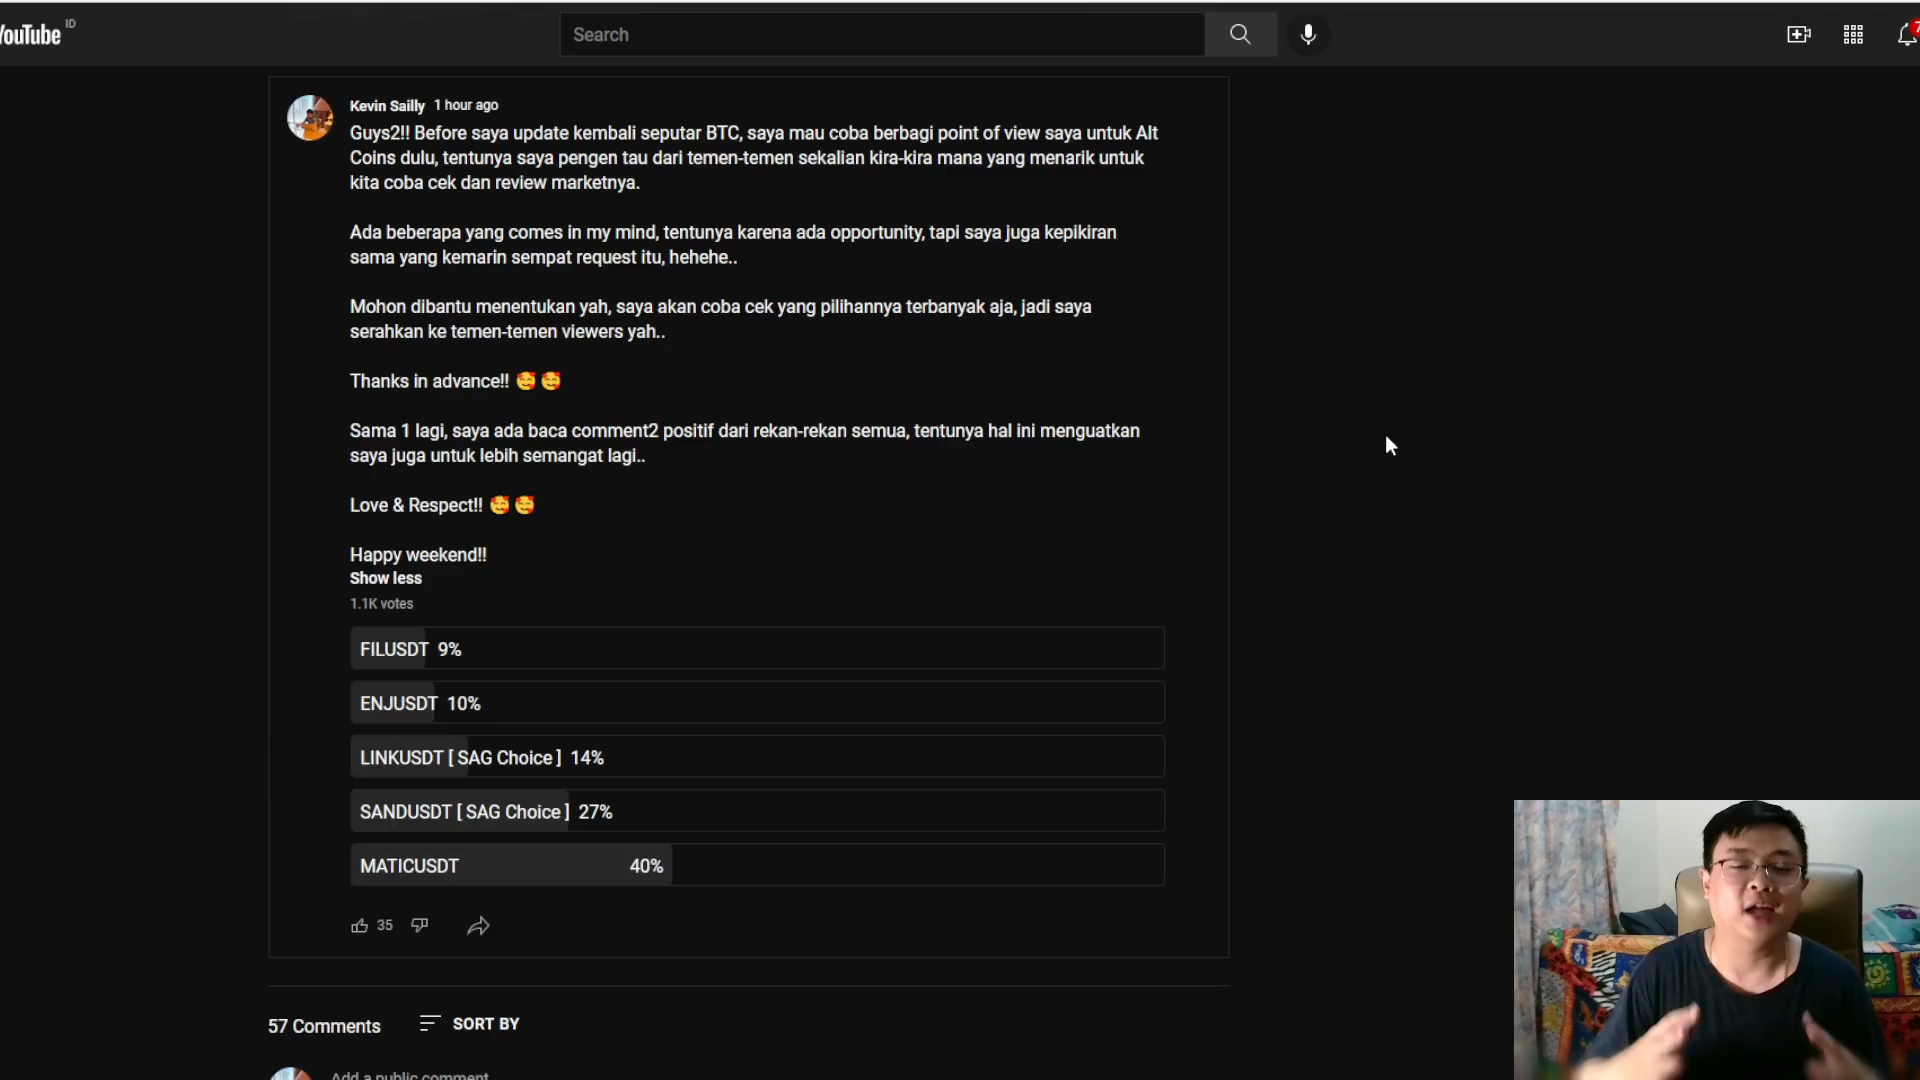 YouTube ID
Search
7
Kevin Sailly 1 hour ago
Guys2!! Before saya update kembali seputar BTC, saya mau coba berbagi point of view saya untuk Alt
Coins dulu, tentunya saya pengen tau dari temen-temen sekalian kira-kira mana yang menarik untuk
kita coba cek dan review marketnya.
Ada beberapa yang comes in my mind, tentunya karena ada opportunity, tapi saya juga kepikiran
sama yang kemarin sempat request itu, hehehe..
Mohon dibantu menentukan yah, saya akan coba cek yang pilihannya terbanyak aja, jadi saya
serahkan ke temen-temen viewers yah..
Thanks in advance!! 🥰 🥰
Sama 1 lagi, saya ada baca comment2 positif dari rekan-rekan semua, tentunya hal ini menguatkan
saya juga untuk lebih semangat lagi..
Love & Respect!! 🥰 🥰
Happy weekend!!
Show less
1.1K votes
FILUSDT 9%
ENJUSDT 10%
LINKUSDT [ SAG Choice ] 14%
SANDUSDT [ SAG Choice ] 27%
MATICUSDT 40%
35
57 Comments SORT BY
Add a public comment